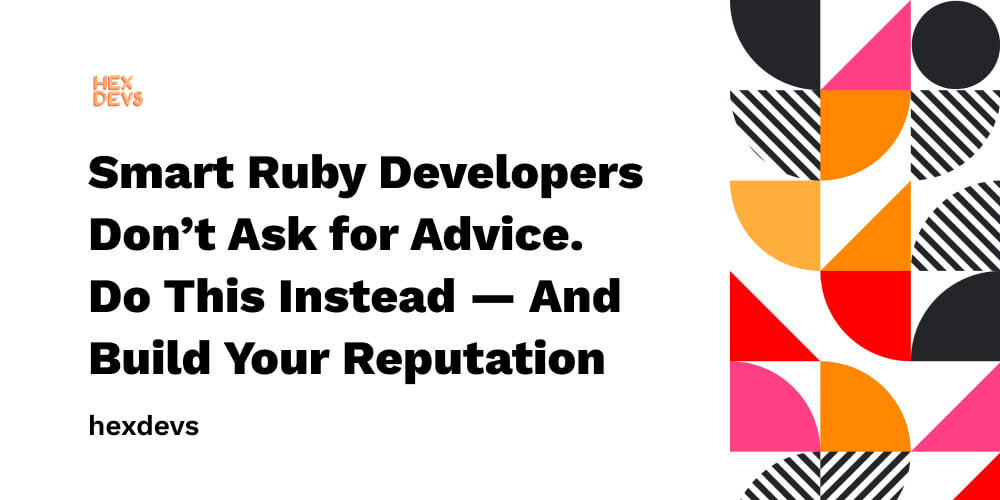 HEX
DEVS
Smart Ruby Developers
Don’t Ask for Advice.
Do This Instead — And
Build Your Reputation
hexdevs